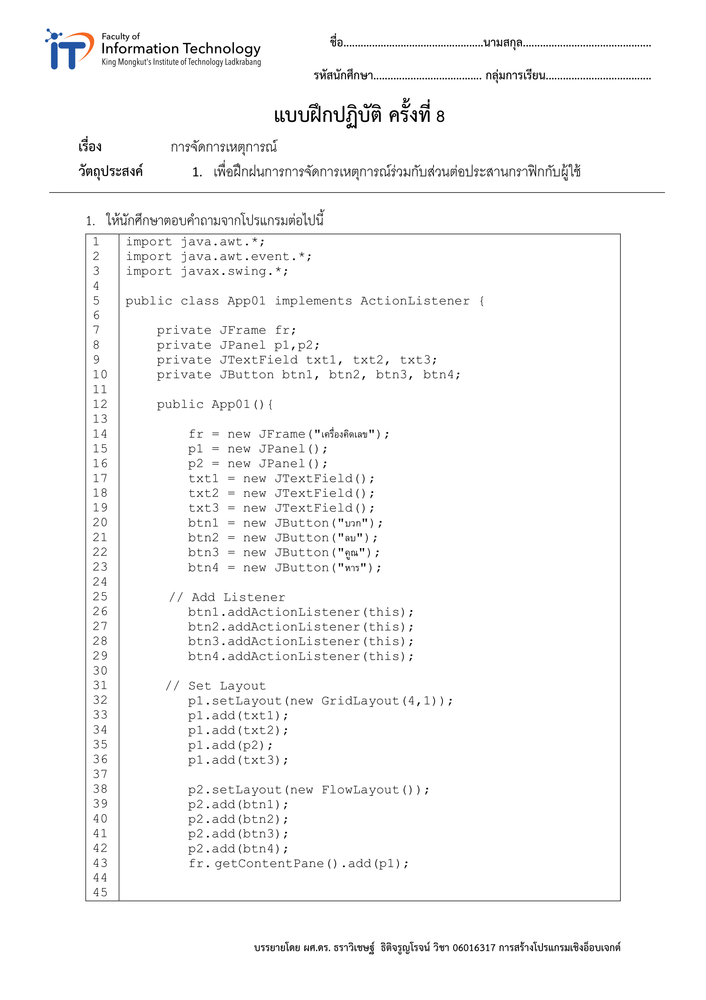 Faculty of
Information Technology
King Mongkut's Institute of Technology Ladkrabang
ชื่อ.................................................นามสกุล.............................................
รหัสนักศึกษา...................................... กลุ่มการเรียน.....................................
แบบฝึกปฏิบัติ ครั้งที่ 8
เรื่อง การจัดการเหตุการณ์
วัตถุประสงค์ 1. เพื่อฝึกฝนการการจัดการเหตุการณ์ร่วมกับส่วนต่อประสานกราฟิกกับผู้ใช้
1. ให้นักศึกษาตอบคำถามจากโปรแกรมต่อไปนี้
1 import java.awt.*;
2 import java.awt.event.*;
3 import javax.swing.*;
4
5 public class App01 implements ActionListener {
6
7 private JFrame fr;
8 private JPanel p1,p2;
9 private JTextField txt1, txt2, txt3;
10 private JButton btn1, btn2, btn3, btn4;
11
12 public App01(){
13
14 fr = new JFrame("เครื่องคิดเลข");
15 p1 = new JPanel();
16 p2 = new JPanel();
17 txt1 = new JTextField();
18 txt2 = new JTextField();
19 txt3 = new JTextField();
20 btn1 = new JButton("บวก");
21 btn2 = new JButton("ลบ");
22 btn3 = new JButton("คูณ");
23 btn4 = new JButton("หาร");
24
25 // Add Listener
26 btn1.addActionListener(this);
27 btn2.addActionListener(this);
28 btn3.addActionListener(this);
29 btn4.addActionListener(this);
30
31 // Set Layout
32 p1.setLayout(new GridLayout(4,1));
33 p1.add(txt1);
34 p1.add(txt2);
35 p1.add(p2);
36 p1.add(txt3);
37
38 p2.setLayout(new FlowLayout());
39 p2.add(btn1);
40 p2.add(btn2);
41 p2.add(btn3);
42 p2.add(btn4);
43 fr.getContentPane().add(p1);
44
45
บรรยายโดย ผศ.ดร. ธราวิเชษฐ์ ธิติจรูญโรจน์ วิชา 06016317 การสร้างโปรแกรมเชิงอ็อบเจกต์